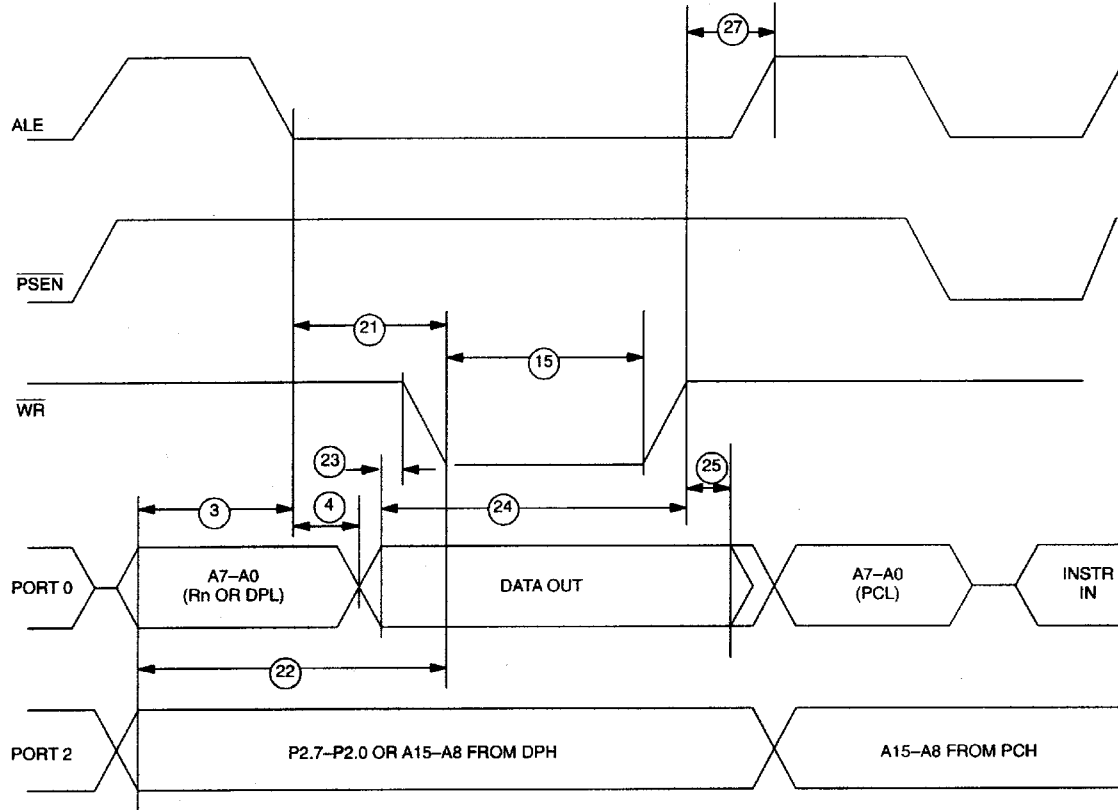 27
ALE
PSEN
21
15
WR
23
4
25
3
24
PORT 0
A7–A0
(Rn OR DPL)
DATA OUT
A7–A0
(PCL)
INSTR
IN
22
PORT 2
P2.7–P2.0 OR A15–A8 FROM DPH
A15–A8 FROM PCH